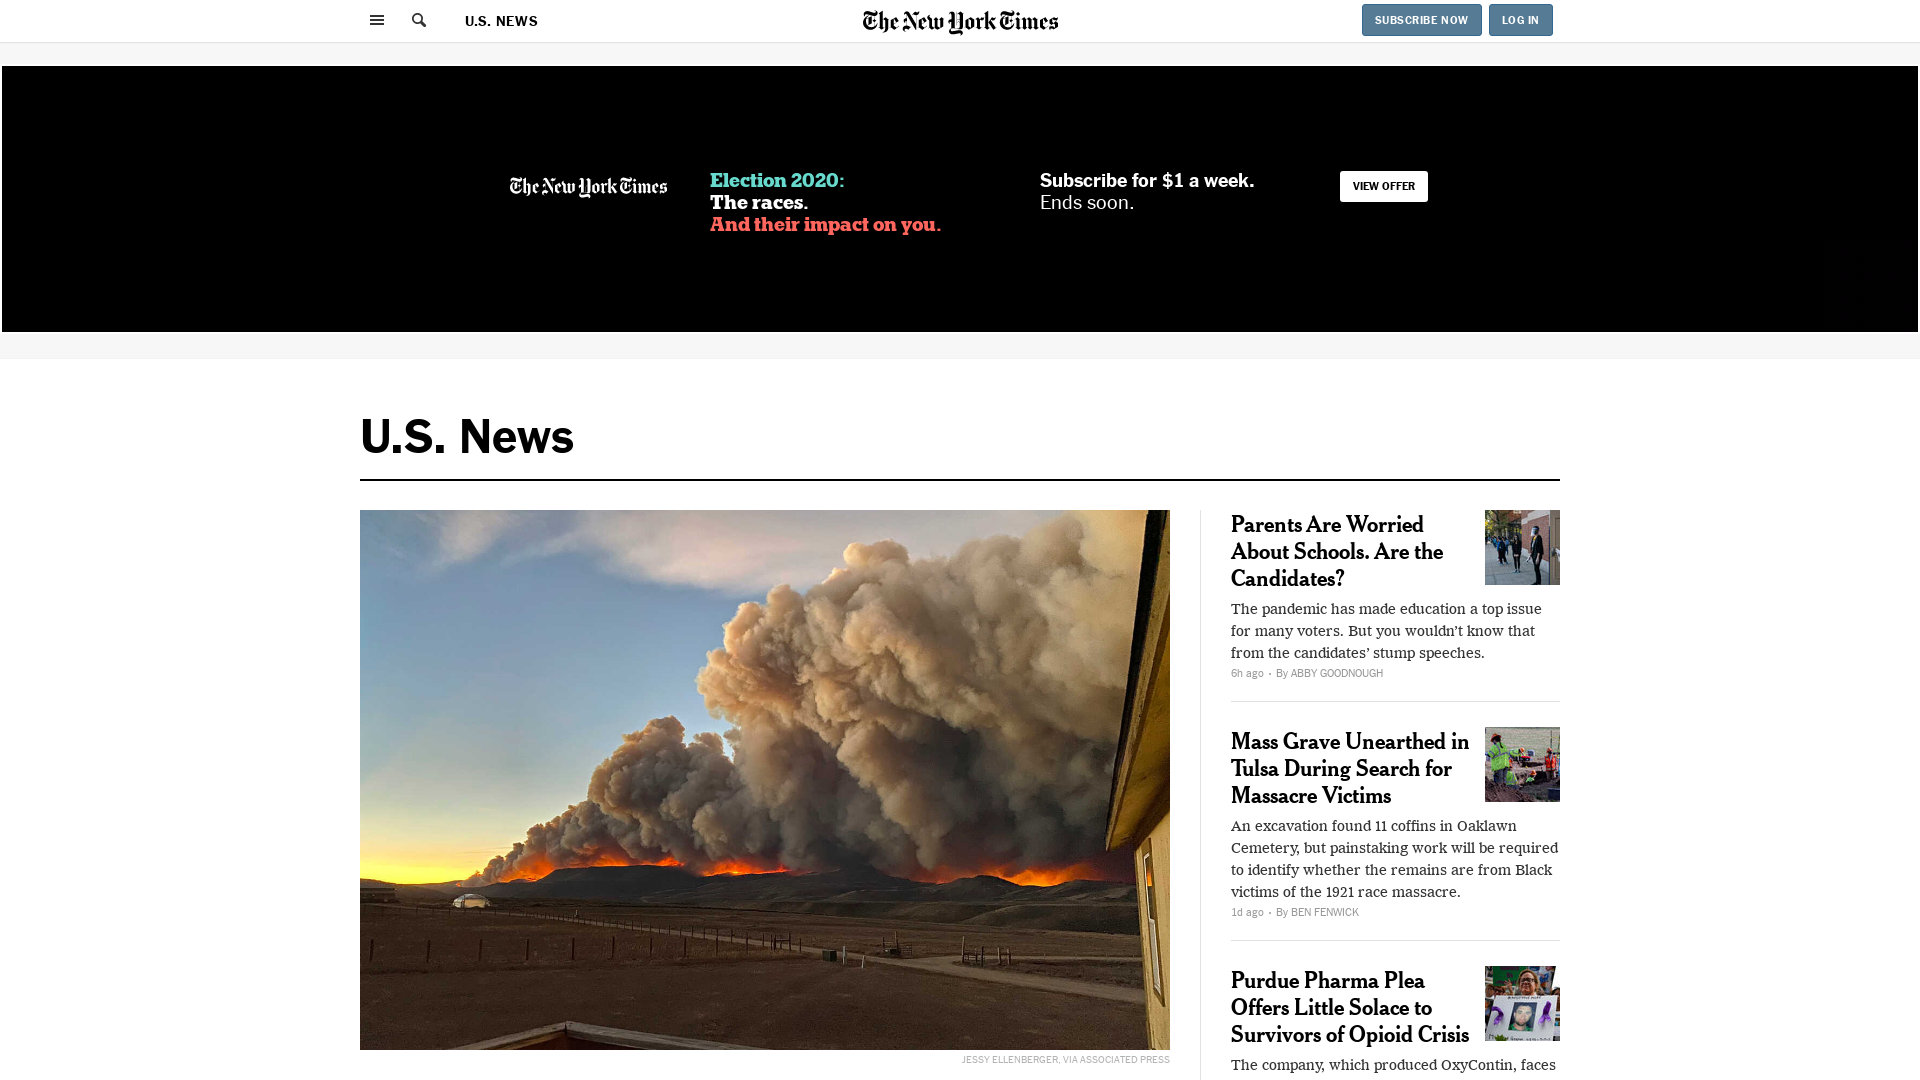 U.S. NEWS
The New York Times
SUBSCRIBE NOW
LOG IN
The New York Times
Election 2020:
The races.
And their impact on you.
Subscribe for $1 a week.
Ends soon.
VIEW OFFER
U.S. News
JESSY ELLENBERGER, VIA ASSOCIATED PRESS
Parents Are Worried
About Schools. Are the
Candidates?
The pandemic has made education a top issue
for many voters. But you wouldn’t know that
from the candidates’ stump speeches.
6h ago · By ABBY GOODNOUGH
Mass Grave Unearthed in
Tulsa During Search for
Massacre Victims
An excavation found 11 coffins in Oaklawn
Cemetery, but painstaking work will be required
to identify whether the remains are from Black
victims of the 1921 race massacre.
1d ago · By BEN FENWICK
Purdue Pharma Plea
Offers Little Solace to
Survivors of Opioid Crisis
The company, which produced OxyContin, faces